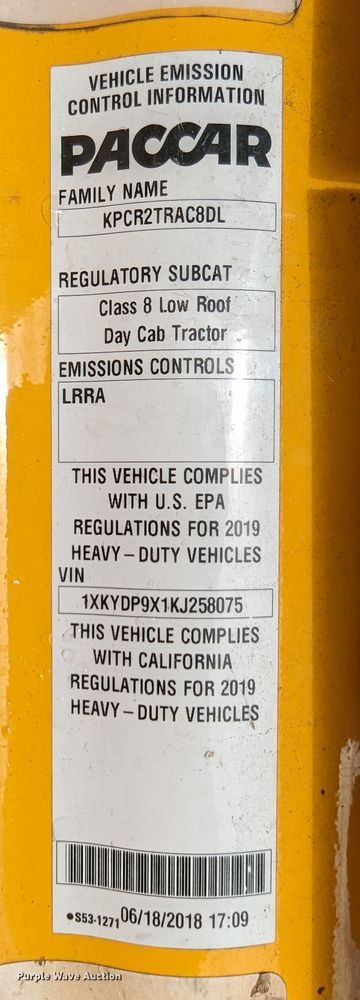 VEHICLE EMISSION
CONTROL INFORMATION
PACCAR
FAMILY NAME
KPCR2TRAC8DL
REGULATORY SUBCAT
Class 8 Low Roof
Day Cab Tractor
EMISSIONS CONTROLS
LRRA
THIS VEHICLE COMPLIES
WITH U.S. EPA
REGULATIONS FOR 2019
HEAVY–DUTY VEHICLES
VIN
1XKYDP9X1KJ258075
THIS VEHICLE COMPLIES
WITH CALIFORNIA
REGULATIONS FOR 2019
HEAVY–DUTY VEHICLES
•S53-1271 06/18/2018 17:09
Purple Wave Auction